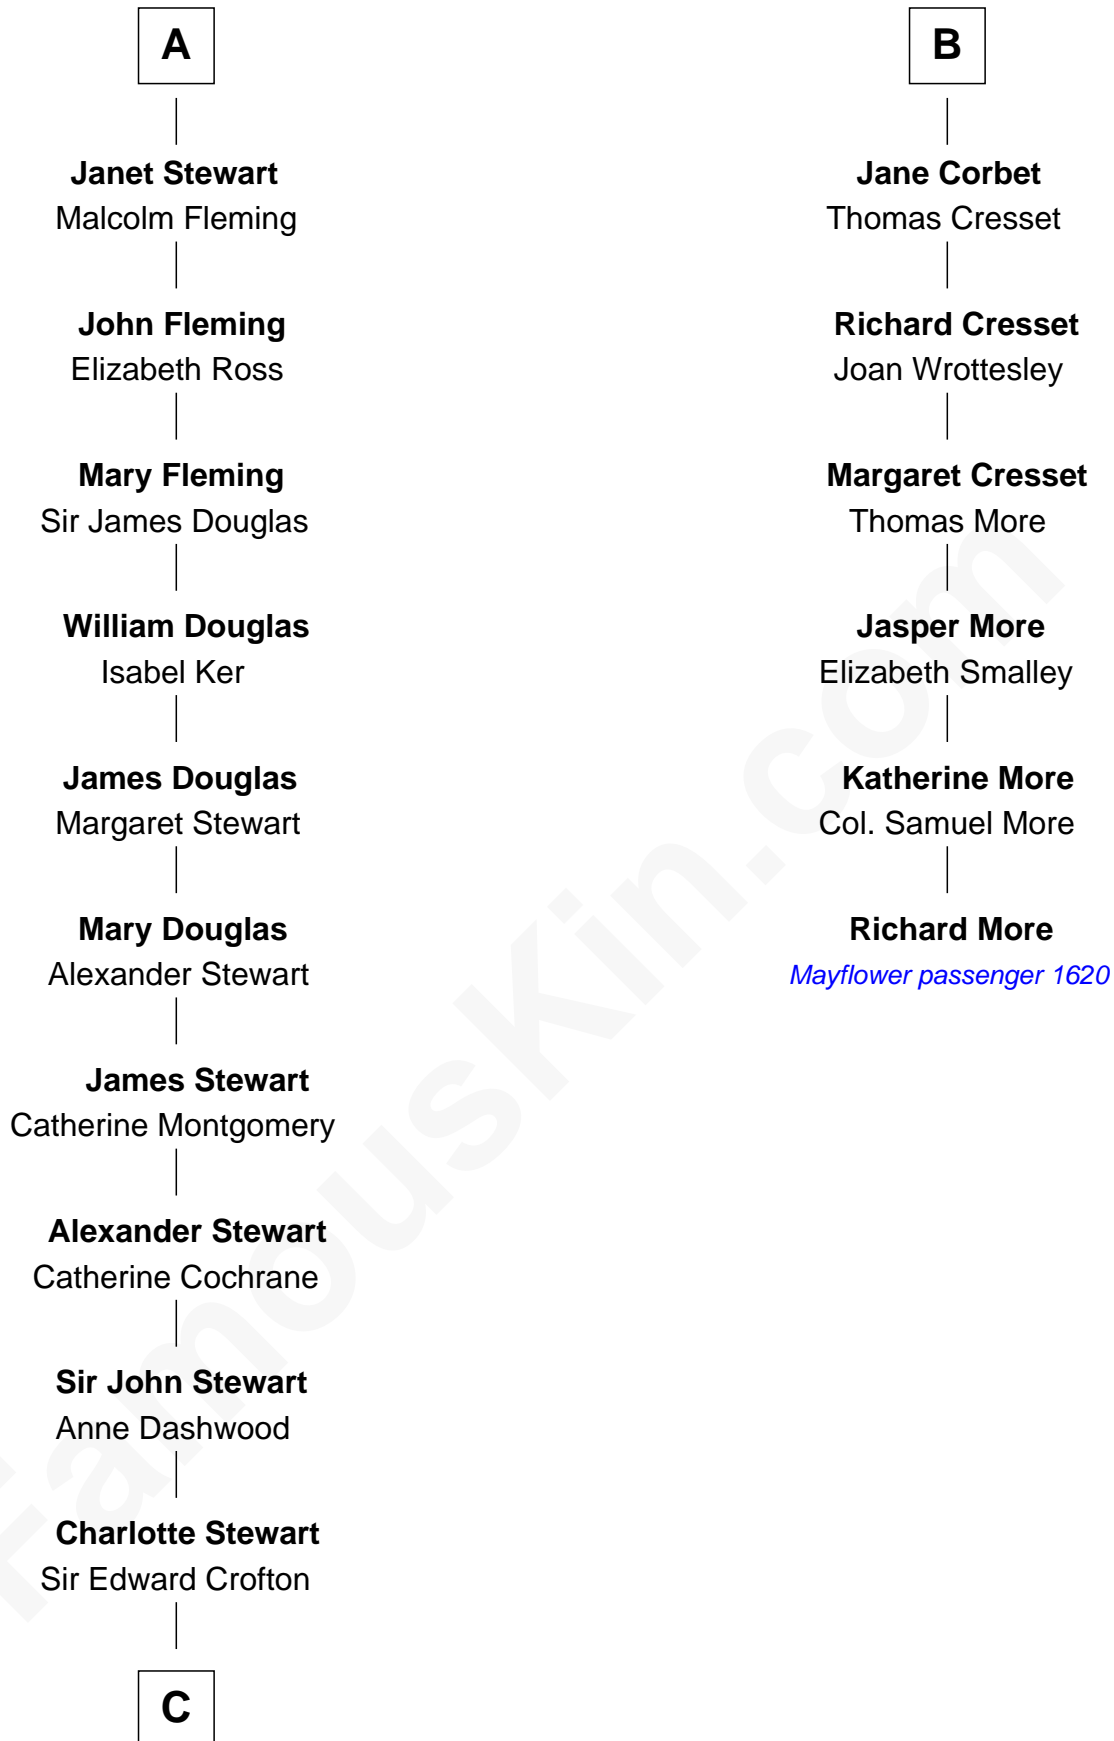 A
Janet Stewart
Malcolm Fleming
John Fleming
Elizabeth Ross
Mary Fleming
Sir James Douglas
William Douglas
Isabel Ker
James Douglas
Margaret Stewart
Mary Douglas
Alexander Stewart
James Stewart
Catherine Montgomery
Alexander Stewart
Catherine Cochrane
Sir John Stewart
Anne Dashwood
Charlotte Stewart
Sir Edward Crofton
C
B
Jane Corbet
Thomas Cresset
Richard Cresset
Joan Wrottesley
Margaret Cresset
Thomas More
Jasper More
Elizabeth Smalley
Katherine More
Col. Samuel More
Richard More
Mayflower passenger 1620
FamousKin.com